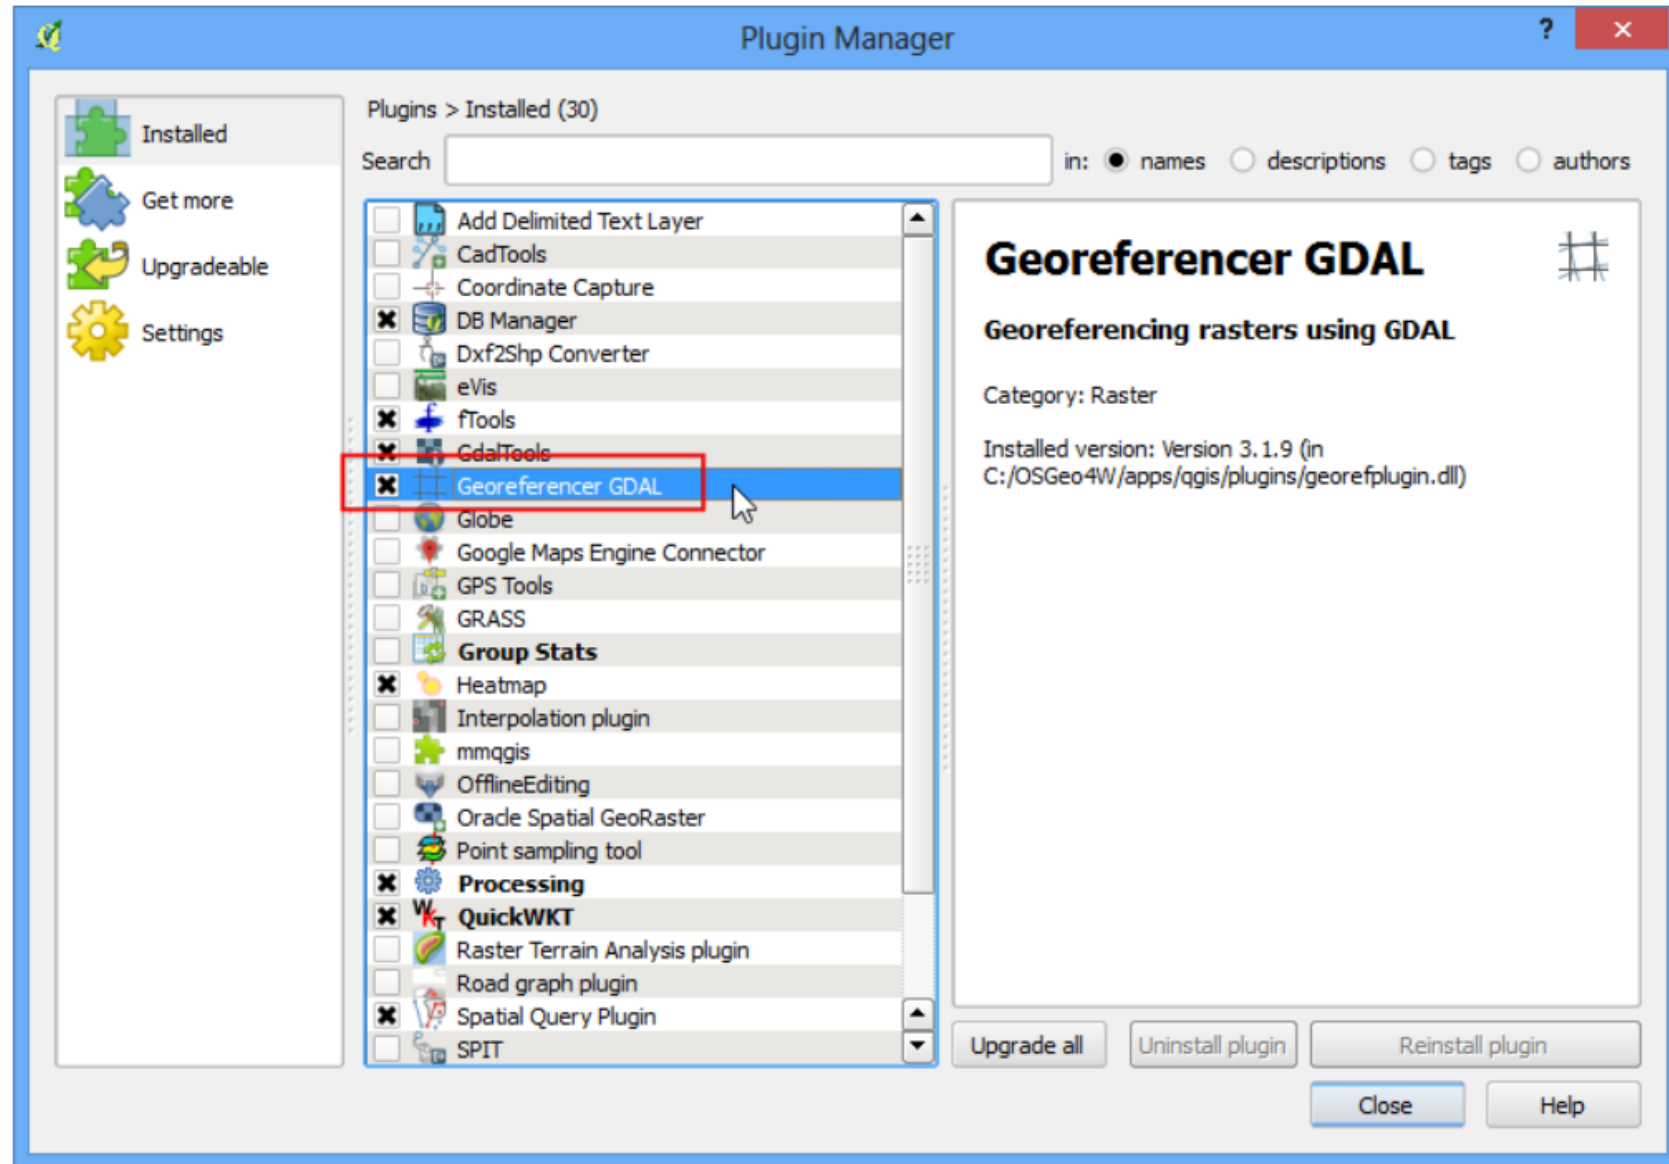 Plugin Manager
?
Installed
Get more
Upgradeable
Settings
Plugins > Installed (30)
Search
in: names descriptions tags authors
Add Delimited Text Layer
CadTools
Coordinate Capture
DB Manager
Dxf2Shp Converter
eVis
fTools
GdalTools
Georeferencer GDAL
Globe
Google Maps Engine Connector
GPS Tools
GRASS
Group Stats
Heatmap
Interpolation plugin
mmqgis
OfflineEditing
Oracle Spatial GeoRaster
Point sampling tool
Processing
WKT QuickWKT
Raster Terrain Analysis plugin
Road graph plugin
Spatial Query Plugin
SPIT
Georeferencer GDAL
Georeferencing rasters using GDAL
Category: Raster
Installed version: Version 3.1.9 (in
C:/OSGeo4W/apps/qgis/plugins/georefplugin.dll)
Upgrade all
Uninstall plugin
Reinstall plugin
Close
Help